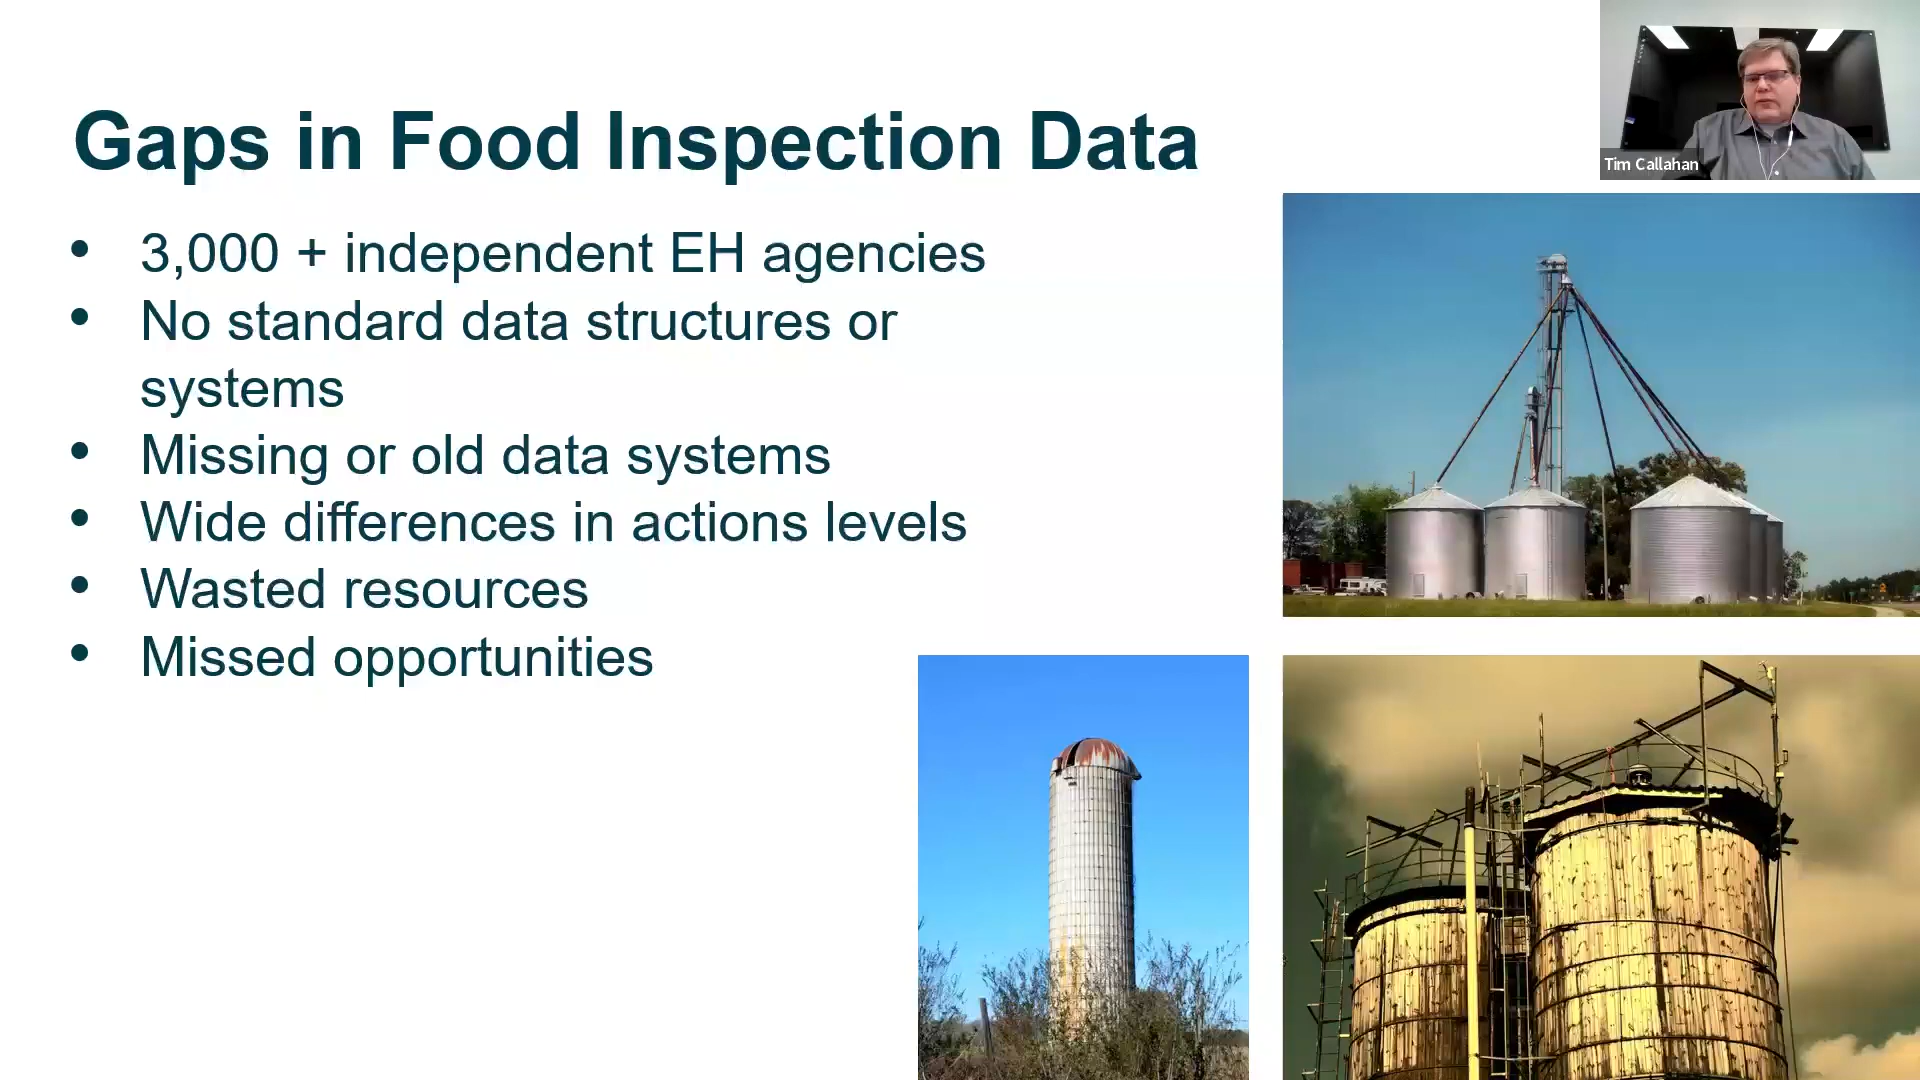 Gaps in Food Inspection Data
• 3,000 + independent EH agencies
• No standard data structures or
systems
• Missing or old data systems
• Wide differences in actions levels
• Wasted resources
• Missed opportunities
Tim Callahan